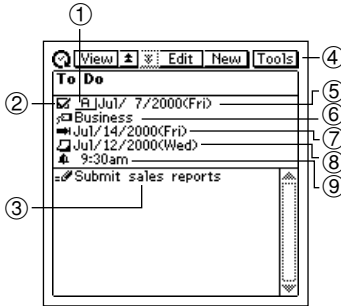 ①
View Edit New Tools ④
To Do
② A Jul/ 7/2000(Fri) ⑤
Business ⑥
Jul/14/2000(Fri) ⑦
Jul/12/2000(Wed) ⑧
9:30am ⑨
Submit sales reports
③